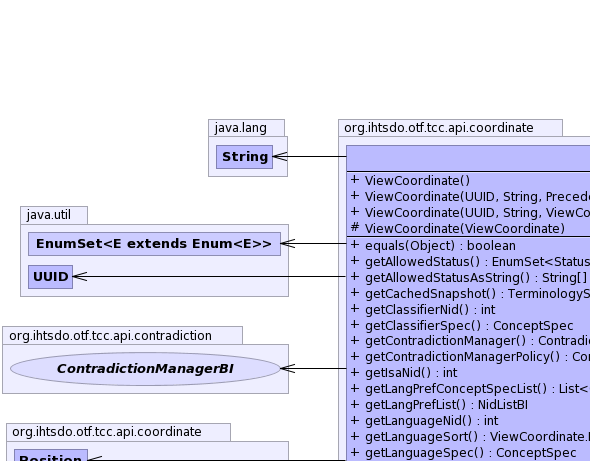 java.lang
String
org.ihtsdo.otf.tcc.api.coordinate
+ ViewCoordinate()
+ ViewCoordinate(UUID, String, Precede
+ ViewCoordinate(UUID, String, ViewCo
# ViewCoordinate(ViewCoordinate)
+ equals(Object) : boolean
+ getAllowedStatus() : EnumSet<Status
+ getAllowedStatusAsString() : String[]
+ getCachedSnapshot() : TerminologyS
+ getClassifierNid() : int
+ getClassifierSpec() : ConceptSpec
+ getContradictionManager() : Contradi
+ getContradictionManagerPolicy() : Con
+ getIsaNid() : int
+ getLangPrefConceptSpecList() : List<
+ getLangPrefList() : NidListBI
+ getLanguageNid() : int
+ getLanguageSort() : ViewCoordinate.
+ getLanguageSpec() : ConceptSpec
java.util
EnumSet<E extends Enum<E>>
UUID
org.ihtsdo.otf.tcc.api.contradiction
ContradictionManagerBI
org.ihtsdo.otf.tcc.api.coordinate
Position